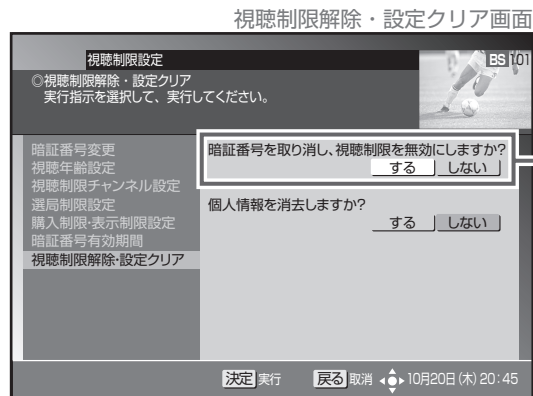 視聴制限解除・設定クリア画面
視聴制限設定
BS 101
◎視聴制限解除・設定クリア
実行指示を選択して、実行してください。
暗証番号変更
視聴年齢設定
視聴制限チャンネル設定
選局制限設定
購入制限・表示制限設定
暗証番号有効期間
視聴制限解除・設定クリア
暗証番号を取り消し、視聴制限を無効にしますか?
する しない
個人情報を消去しますか?
する しない
決定 実行 戻る 取消 10月20日(木)20:45